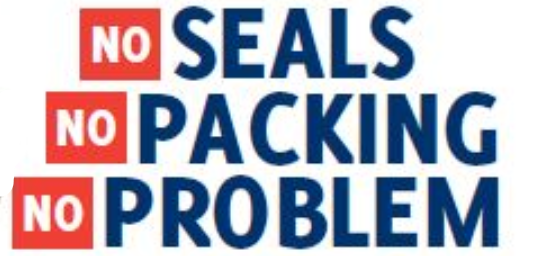 NO SEALS
NO PACKING
NO PROBLEM